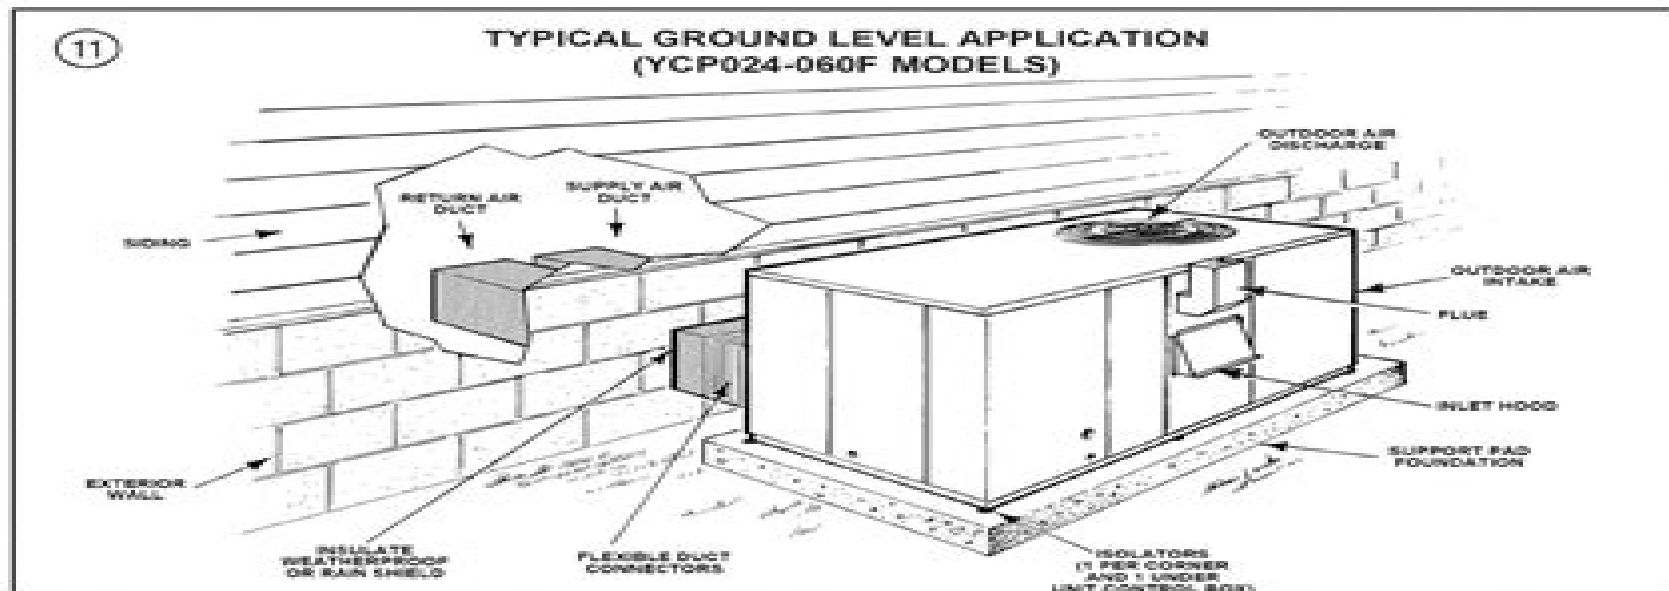 11
TYPICAL GROUND LEVEL APPLICATION
(YCP024-060F MODELS)
OUTDOOR AIR
DISCHARGE
RETURN AIR
DUCT
SUPPLY AIR
DUCT
SIDING
OUTDOOR AIR
INTAKE
FLUE
INLET HOOD
SUPPORT PAD
FOUNDATION
EXTERIOR
WALL
INSULATE
WEATHERPROOF
OR RAIN SHIELD
FLEXIBLE DUCT
CONNECTORS
ISOLATORS
(1 PER CORNER
AND 1 UNDER
UNIT CONTROL BOX)